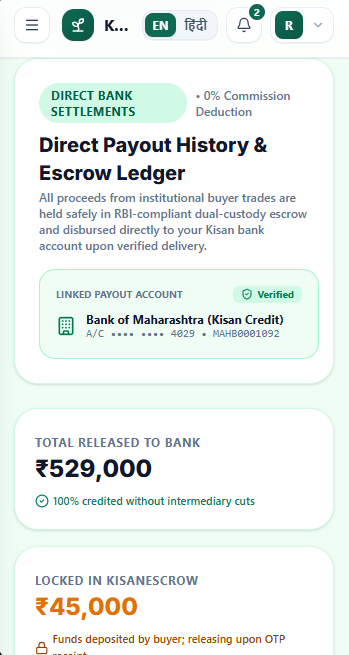 K...
EN
हिंदी
2
R
DIRECT BANK
SETTLEMENTS
• 0% Commission
Deduction
Direct Payout History &
Escrow Ledger
All proceeds from institutional buyer trades are
held safely in RBI-compliant dual-custody escrow
and disbursed directly to your Kisan bank
account upon verified delivery.
LINKED PAYOUT ACCOUNT
Verified
Bank of Maharashtra (Kisan Credit)
A/C •••• •••• 4029 • MAHB0001092
TOTAL RELEASED TO BANK
₹529,000
100% credited without intermediary cuts
LOCKED IN KISANESCROW
₹45,000
Funds deposited by buyer; releasing upon OTP